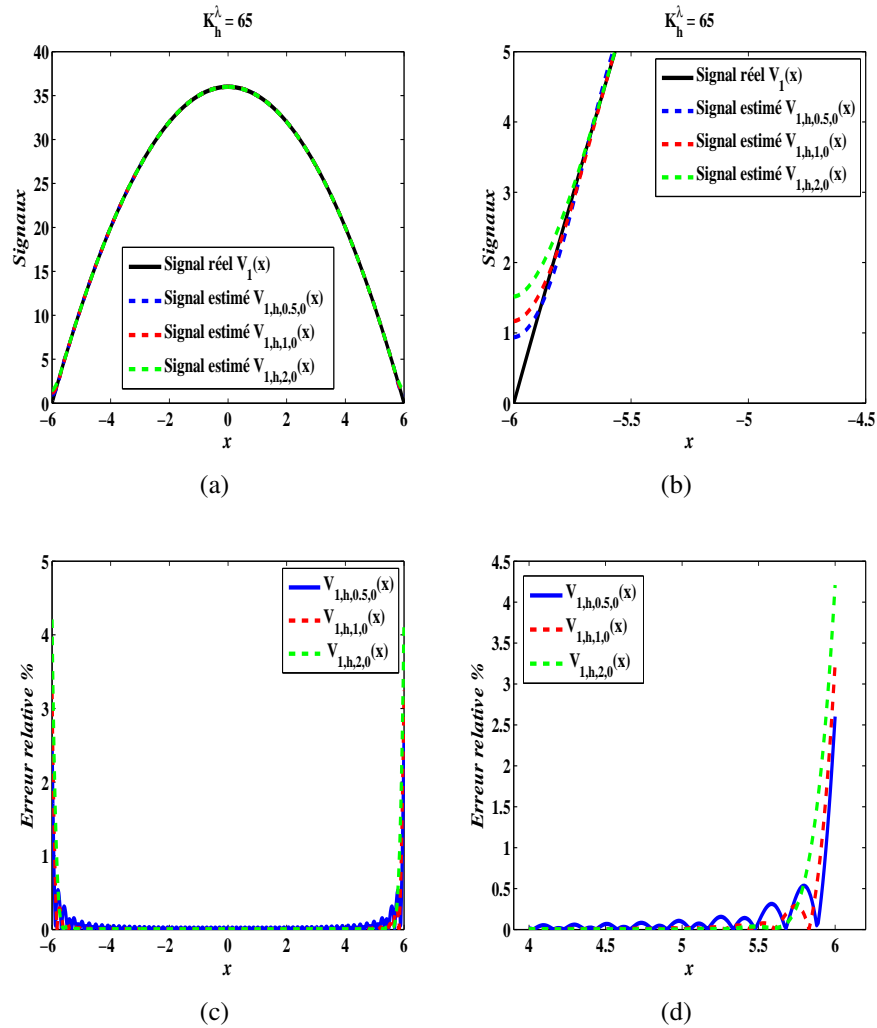 K_h^λ = 65
40
35
30
25
20
15
10
5
0
Signaux
Signal réel V_1(x)
Signal estimé V_{1,h,0.5,0}(x)
Signal estimé V_{1,h,1,0}(x)
Signal estimé V_{1,h,2,0}(x)
−6 −4 −2 0 2 4 6
x
(a)
K_h^λ = 65
5
4
3
2
1
0
Signaux
Signal réel V_1(x)
Signal estimé V_{1,h,0.5,0}(x)
Signal estimé V_{1,h,1,0}(x)
Signal estimé V_{1,h,2,0}(x)
−6 −5.5 −5 −4.5
x
(b)
5
4
3
2
1
0
Erreur relative %
V_{1,h,0.5,0}(x)
V_{1,h,1,0}(x)
V_{1,h,2,0}(x)
−6 −4 −2 0 2 4 6
x
(c)
4.5
4
3.5
3
2.5
2
1.5
1
0.5
0
Erreur relative %
V_{1,h,0.5,0}(x)
V_{1,h,1,0}(x)
V_{1,h,2,0}(x)
4 4.5 5 5.5 6
x
(d)